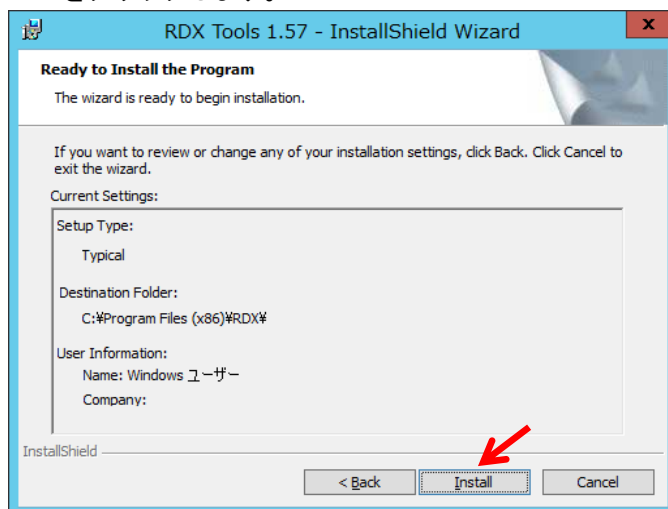 RDX Tools 1.57 - InstallShield Wizard
x
Ready to Install the Program
The wizard is ready to begin installation.
If you want to review or change any of your installation settings, click Back. Click Cancel to
exit the wizard.
Current Settings:
Setup Type:
Typical
Destination Folder:
C:¥Program Files (x86)¥RDX¥
User Information:
Name: Windows ユーザー
Company:
InstallShield
< Back
Install
Cancel